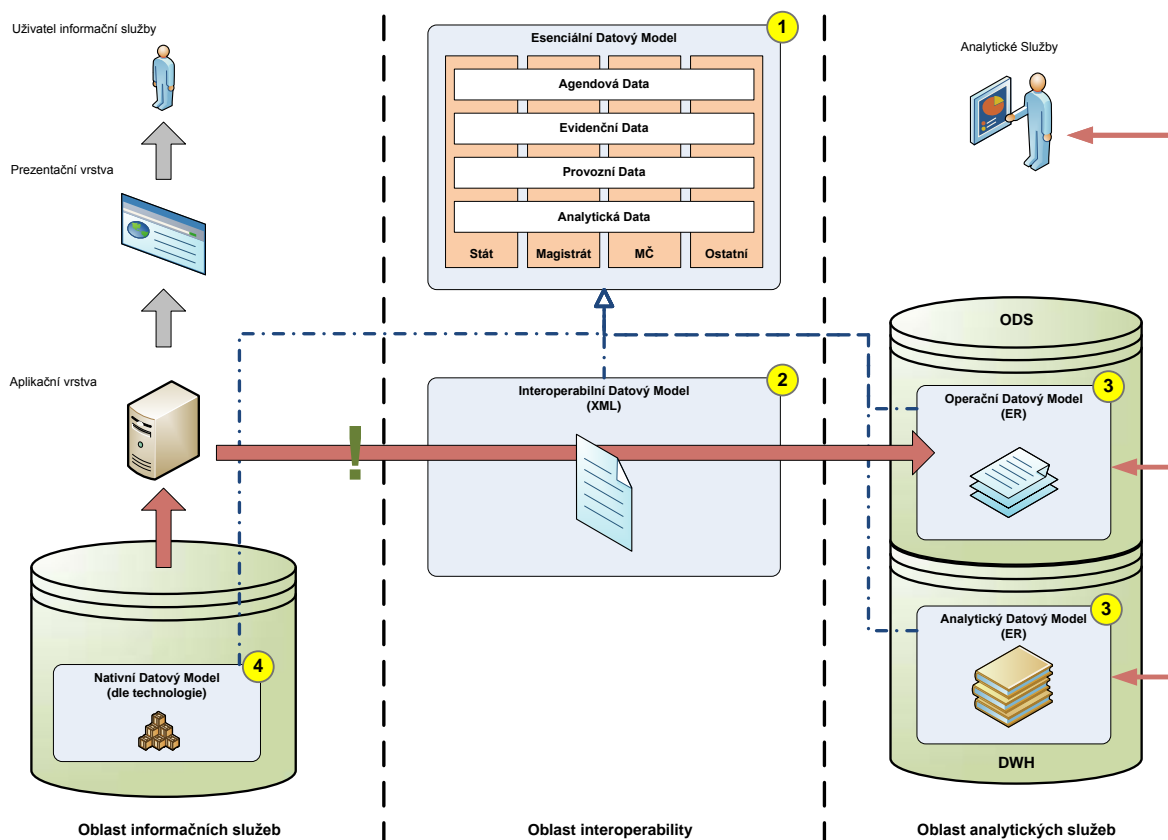 Uživatel informační služby
Prezentační vrstva
Aplikační vrstva
!
4
Nativní Datový Model
(dle technologie)
Oblast informačních služeb
1
Esenciální Datový Model
Agendová Data
Evidenční Data
Provozní Data
Analytická Data
Stát
Magistrát
MČ
Ostatní
2
Interoperabilní Datový Model
(XML)
Oblast interoperability
Analytické Služby
ODS
3
Operační Datový Model
(ER)
3
Analytický Datový Model
(ER)
DWH
Oblast analytických služeb